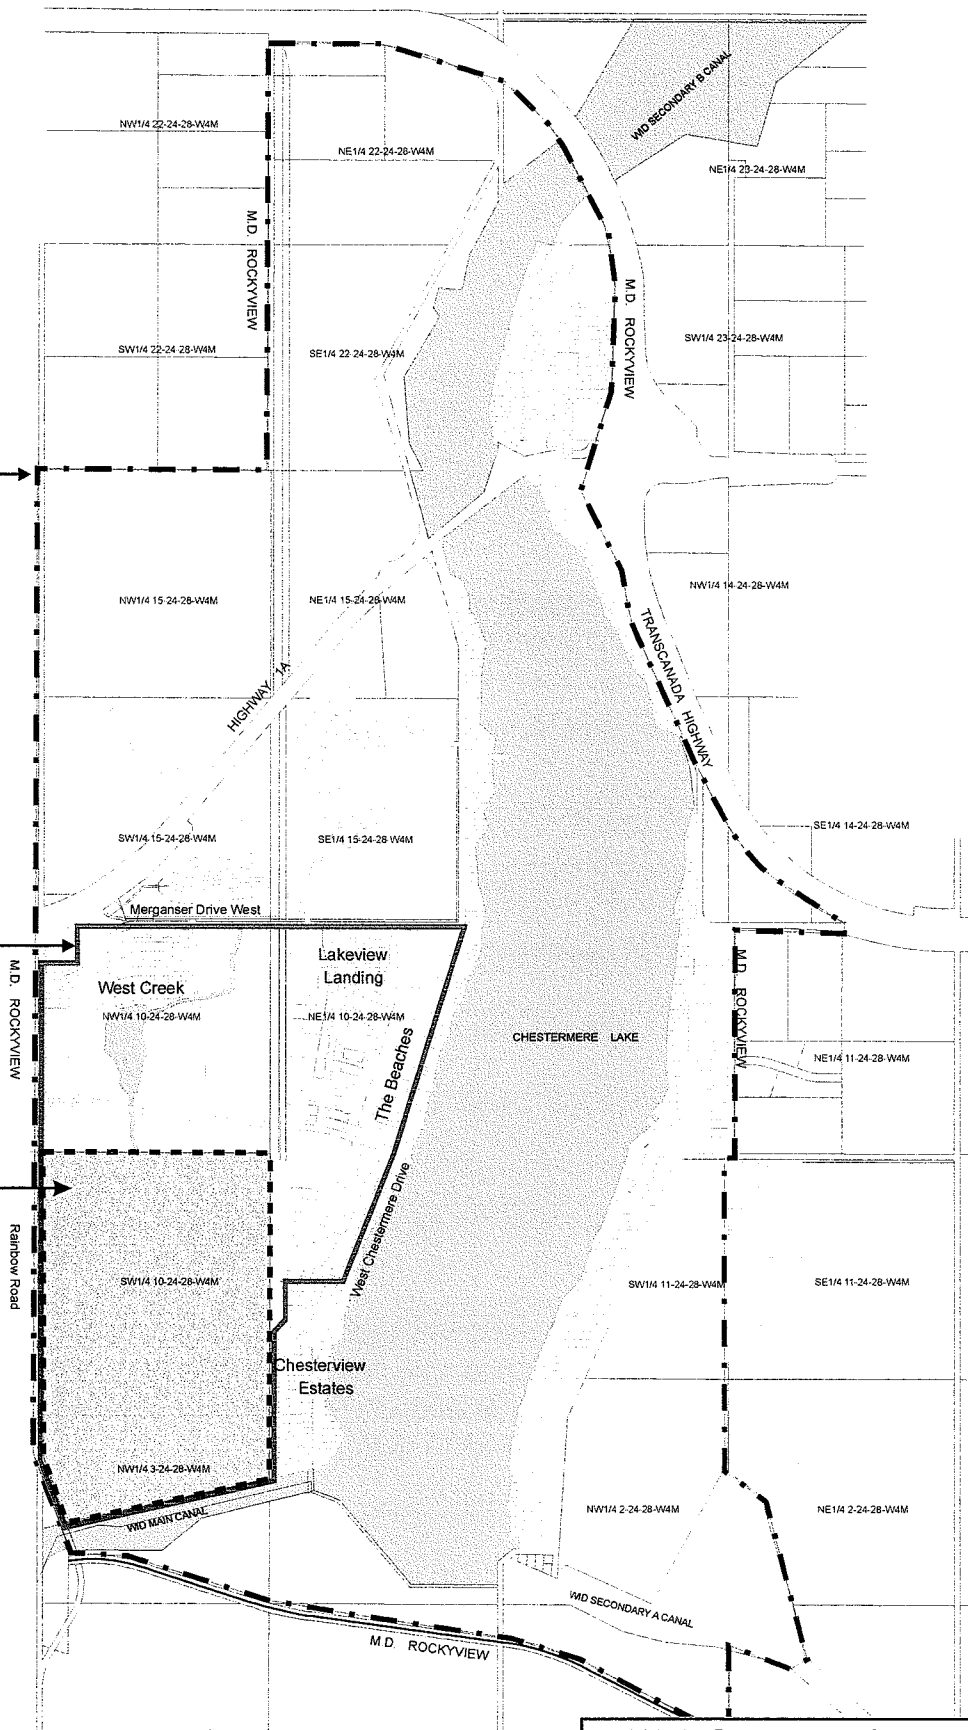 WID SECONDARY B CANAL
NW1/4 22-24-28-W4M
NE1/4 22-24-28-W4M
NE1/4 23-24-28-W4M
M.D. ROCKYVIEW
M.D. ROCKYVIEW
SW1/4 22-24-28-W4M
SE1/4 22-24-28-W4M
SW1/4 23-24-28-W4M
NW1/4 15-24-28-W4M
NE1/4 15-24-28-W4M
NW1/4 14-24-28-W4M
HIGHWAY 1A
TRANSCANADA HIGHWAY
SW1/4 15-24-28-W4M
SE1/4 15-24-28-W4M
SE1/4 14-24-28-W4M
Merganser Drive West
M.D. ROCKYVIEW
West Creek
NW1/4 10-24-28-W4M
Lakeview
Landing
NE1/4 10-24-28-W4M
The Beaches
CHESTERMERE LAKE
M.D. ROCKYVIEW
NE1/4 11-24-28-W4M
West Chestermere Drive
Rainbow Road
SW1/4 10-24-28-W4M
SW1/4 11-24-28-W4M
SE1/4 11-24-28-W4M
Chesterview
Estates
NW1/4 3-24-28-W4M
WID MAIN CANAL
NW1/4 2-24-28-W4M
NE1/4 2-24-28-W4M
WID SECONDARY A CANAL
M.D. ROCKYVIEW